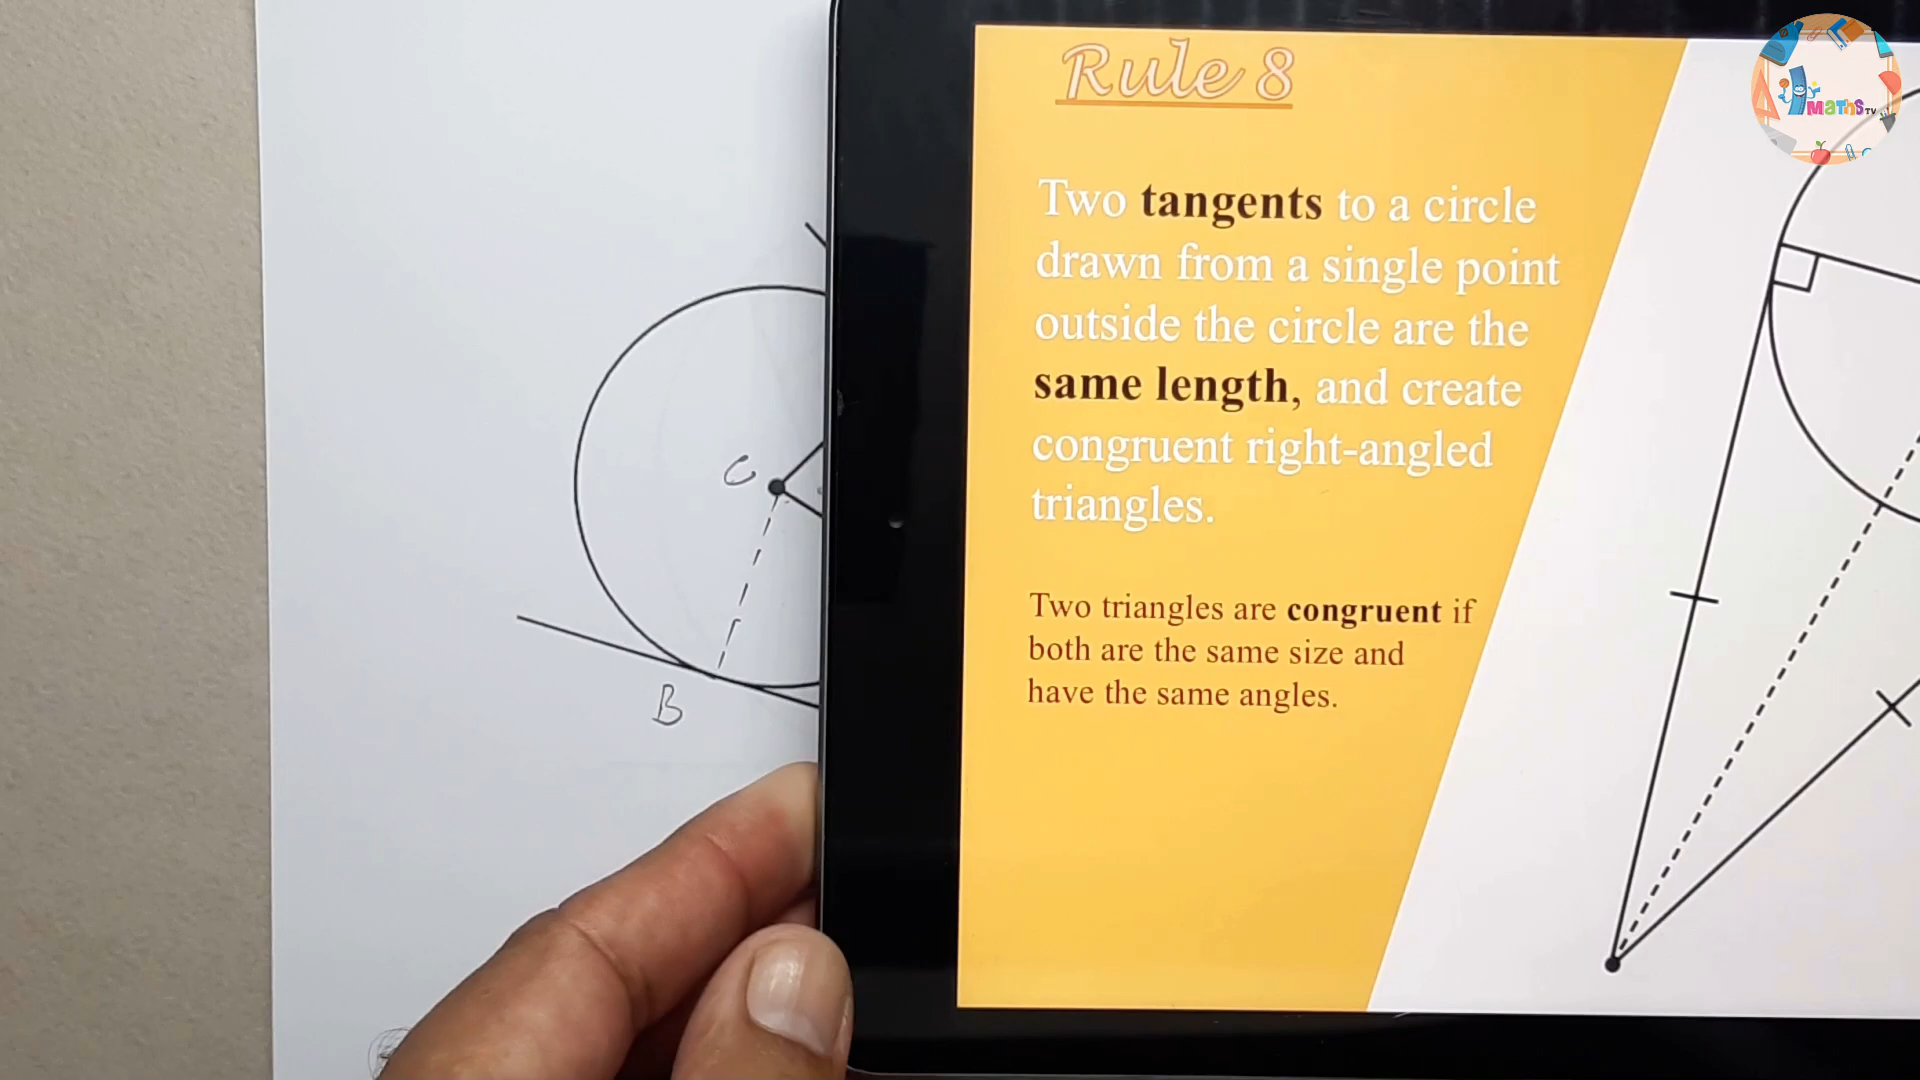 Rule 8
Two tangents to a circle
drawn from a single point
outside the circle are the
same length, and create
congruent right-angled
triangles.
Two triangles are congruent if
both are the same size and
have the same angles.
C
B
MaTHS TV